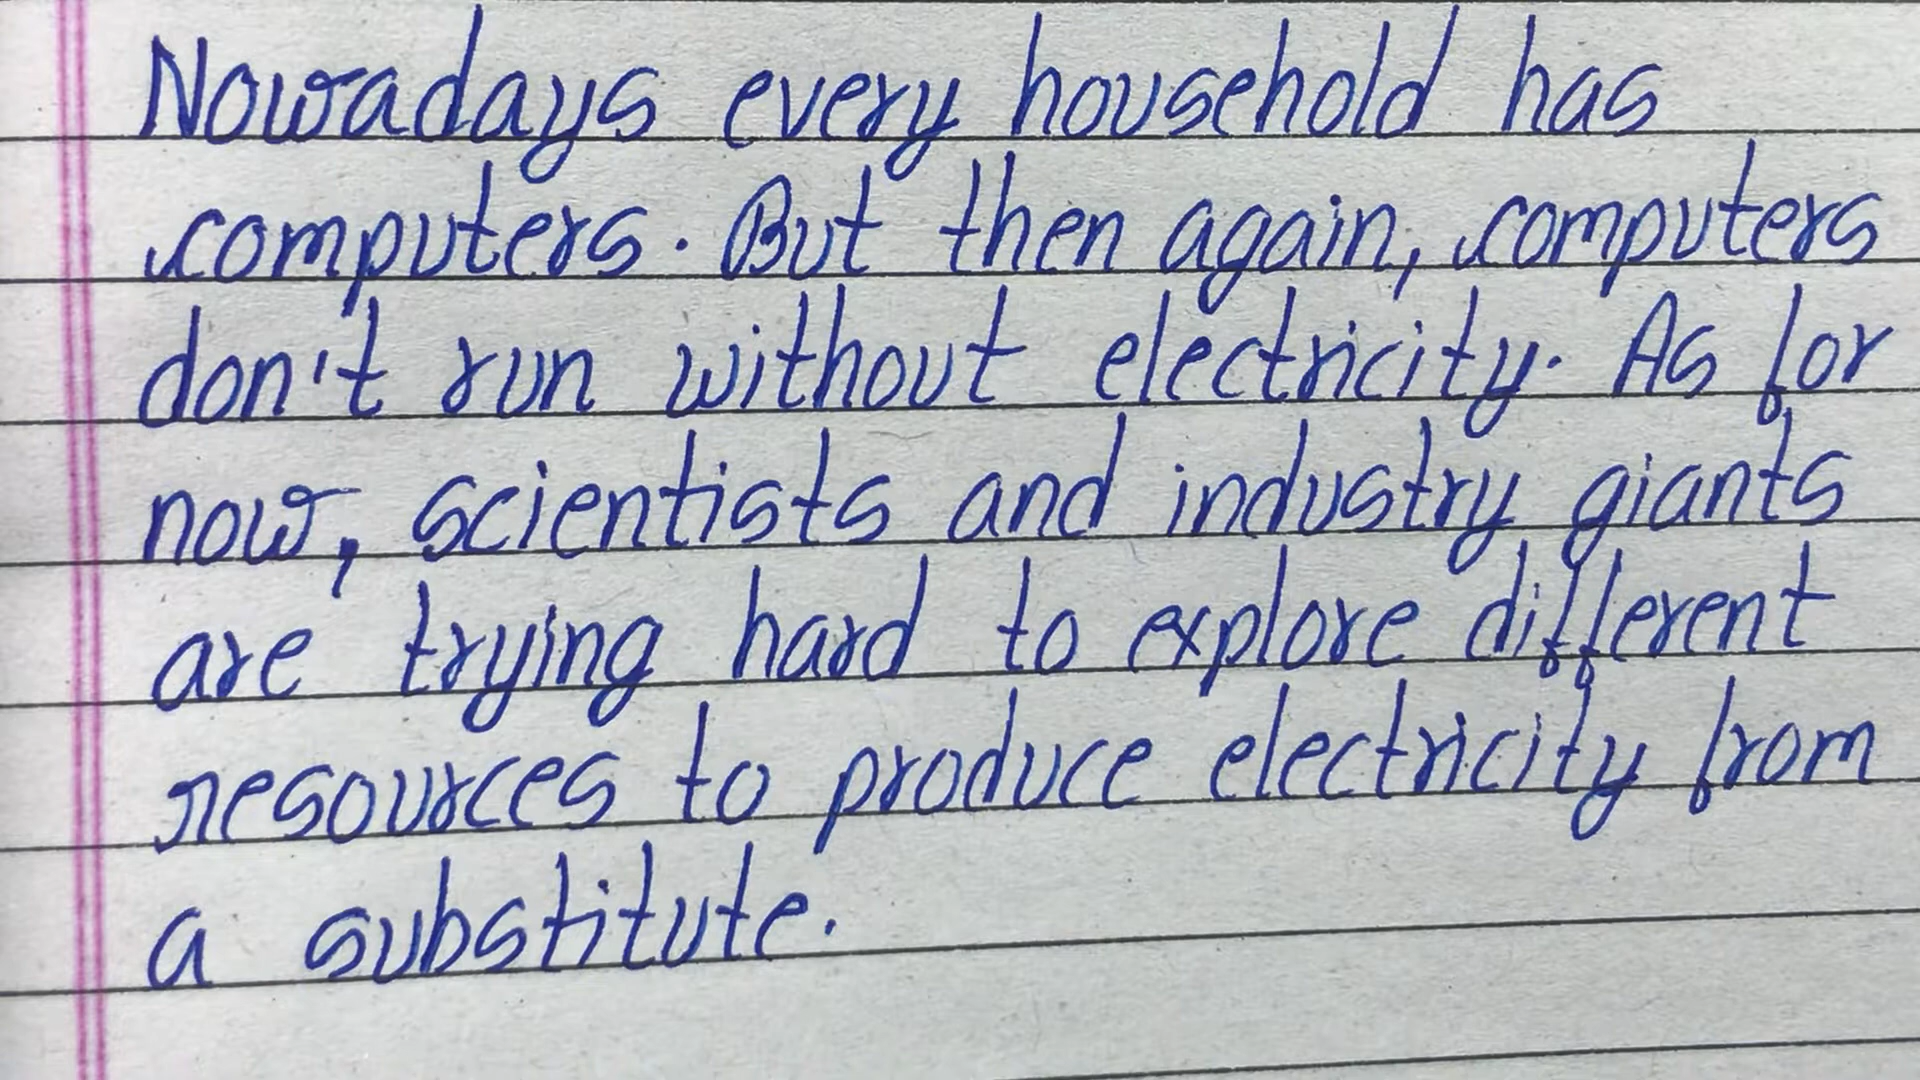 Nowadays every household has
computers. But then again, computers
don't run without electricity. As for
now, scientists and industry giants
are trying hard to explore different
resources to produce electricity from
a substitute.